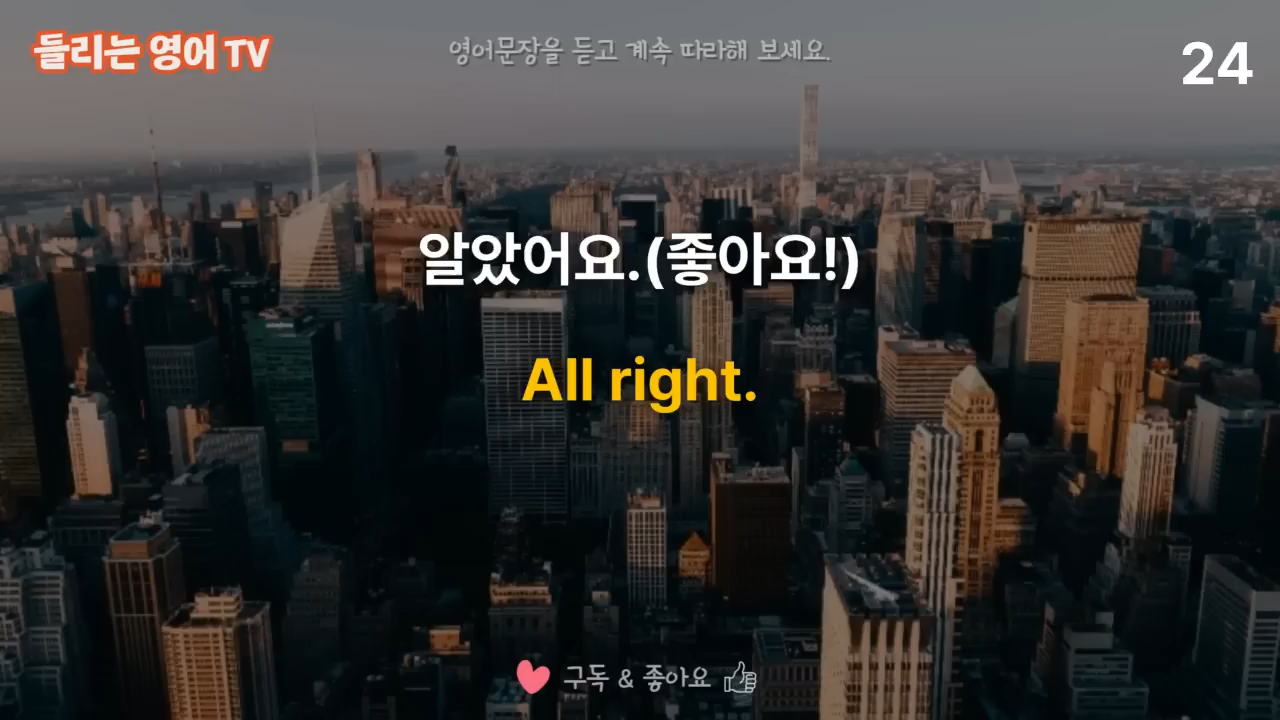 들리는 영어 TV
영어문장을 듣고 계속 따라해 보세요.
24
알았어요.(좋아요!)
All right.
구독 & 좋아요